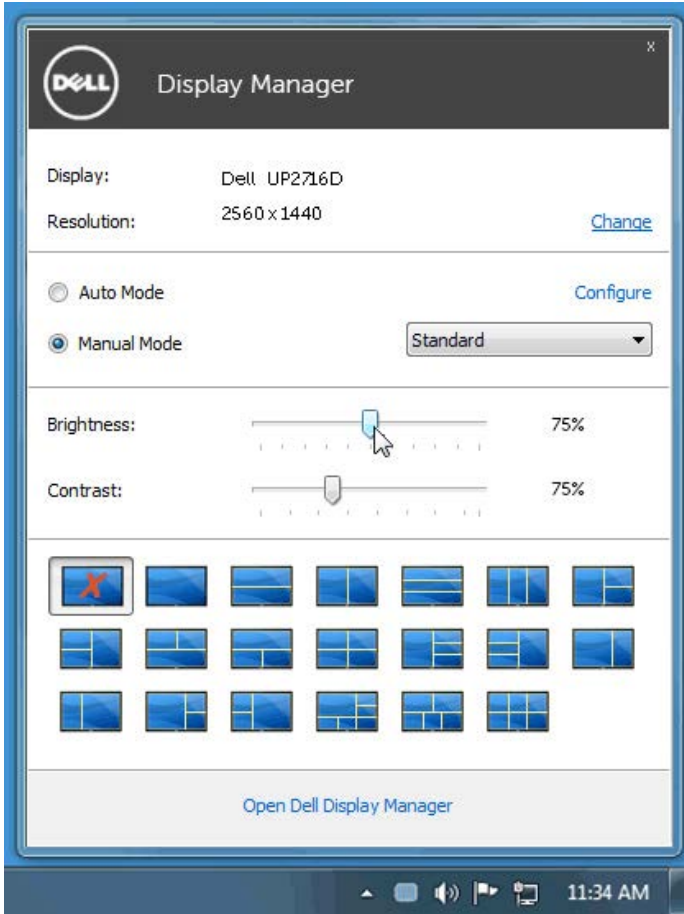 x
DELL Display Manager
Display: Dell UP2716D
Resolution: 2560 x 1440 Change
Auto Mode Configure
Manual Mode Standard
Brightness: 75%
Contrast: 75%
Open Dell Display Manager
11:34 AM